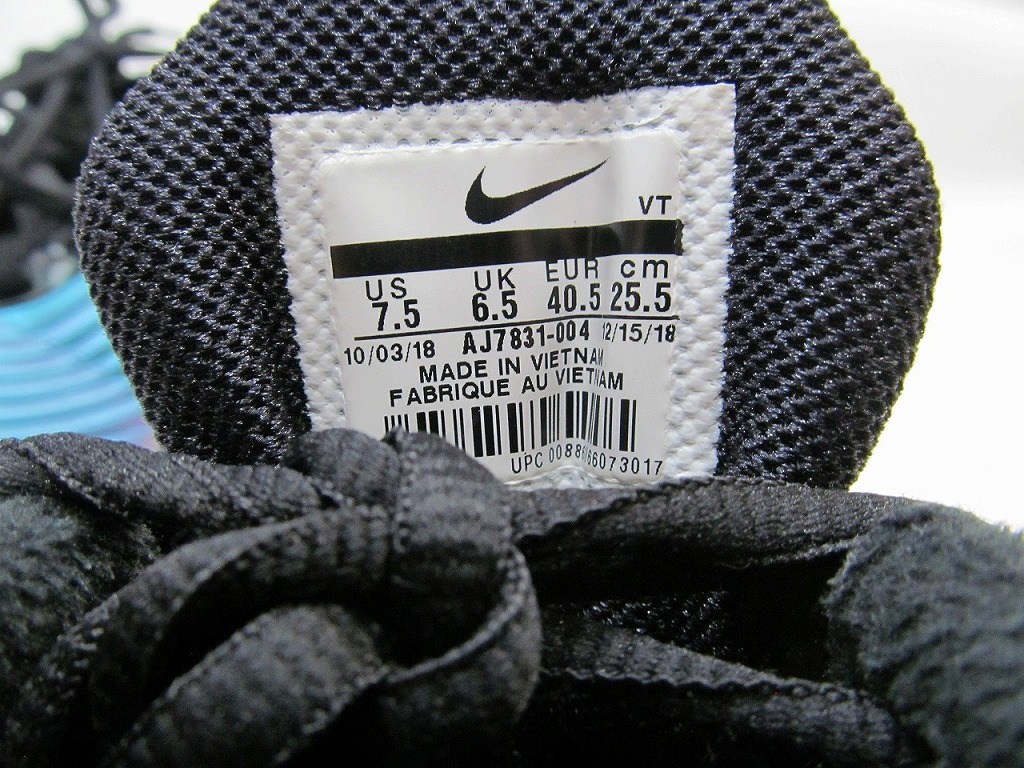 VT
US UK EUR cm
7.5 6.5 40.5 25.5
10/03/18 AJ7831-004 12/15/18
MADE IN VIETNAM
FABRIQUE AU VIETNAM
UPC